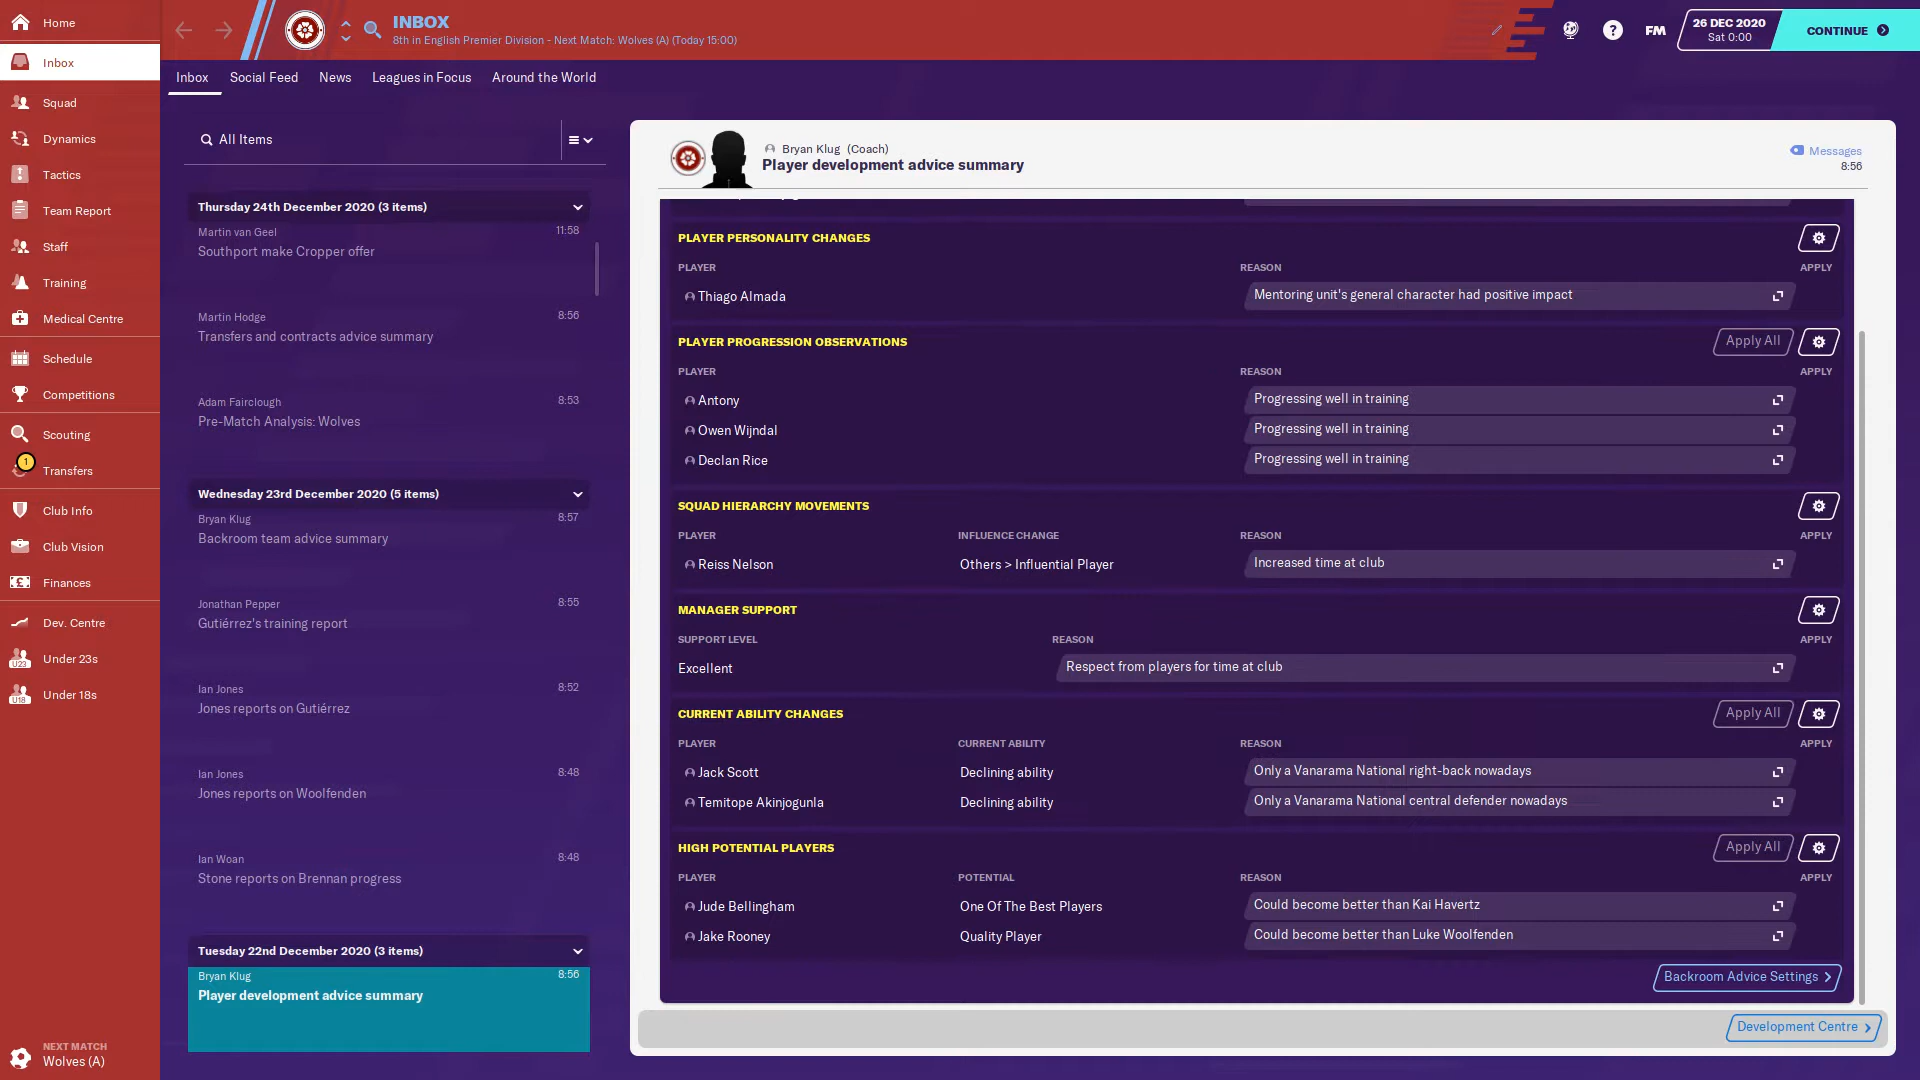 Home
Inbox
Squad
Dynamics
Tactics
Team Report
Staff
Training
Medical Centre
Schedule
Competitions
Scouting
1
Transfers
Club Info
Club Vision
Finances
Dev. Centre
U23
Under 23s
U18
Under 18s
NEXT MATCH
Wolves (A)
INBOX
8th in English Premier Division - Next Match: Wolves (A) (Today 15:00)
?
FM
26 DEC 2020
Sat 0:00
CONTINUE
Inbox
Social Feed
News
Leagues in Focus
Around the World
All Items
Thursday 24th December 2020 (3 items)
Martin van Geel 11:58
Southport make Cropper offer
Martin Hodge 8:56
Transfers and contracts advice summary
Adam Fairclough 8:53
Pre-Match Analysis: Wolves
Wednesday 23rd December 2020 (5 items)
Bryan Klug 8:57
Backroom team advice summary
Jonathan Pepper 8:55
Gutiérrez's training report
Ian Jones 8:52
Jones reports on Gutiérrez
Ian Jones 8:48
Jones reports on Woolfenden
Ian Woan 8:48
Stone reports on Brennan progress
Tuesday 22nd December 2020 (3 items)
Bryan Klug 8:56
Player development advice summary
Bryan Klug (Coach)
Player development advice summary
Messages
8:56
PLAYER PERSONALITY CHANGES
PLAYER REASON APPLY
Thiago Almada Mentoring unit's general character had positive impact
PLAYER PROGRESSION OBSERVATIONS Apply All
PLAYER REASON APPLY
Antony Progressing well in training
Owen Wijndal Progressing well in training
Declan Rice Progressing well in training
SQUAD HIERARCHY MOVEMENTS
PLAYER INFLUENCE CHANGE REASON APPLY
Reiss Nelson Others > Influential Player Increased time at club
MANAGER SUPPORT
SUPPORT LEVEL REASON APPLY
Excellent Respect from players for time at club
CURRENT ABILITY CHANGES Apply All
PLAYER CURRENT ABILITY REASON APPLY
Jack Scott Declining ability Only a Vanarama National right-back nowadays
Temitope Akinjogunla Declining ability Only a Vanarama National central defender nowadays
HIGH POTENTIAL PLAYERS Apply All
PLAYER POTENTIAL REASON APPLY
Jude Bellingham One Of The Best Players Could become better than Kai Havertz
Jake Rooney Quality Player Could become better than Luke Woolfenden
Backroom Advice Settings
Development Centre